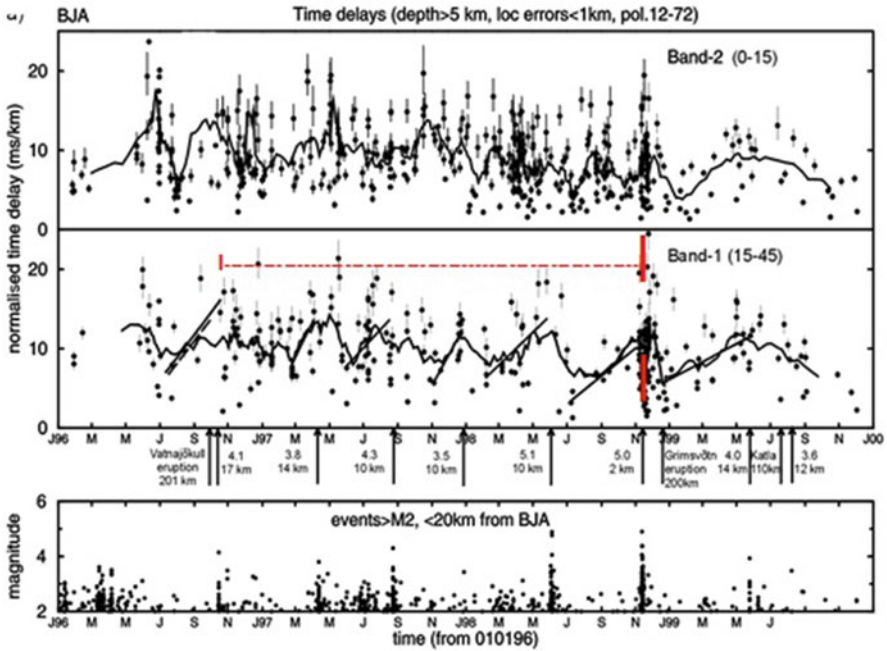 BJA Time delays (depth>5 km, loc errors<1km, pol.12-72)
normalised time delay (ms/km)
Band-2 (0-15)
20
10
0
Band-1 (15-45)
20
10
0
J96 M M J S N J97 M M J S N J98 M M J S N J99 M M J S N J00
Vatnajökull eruption 201 km
4.1 17 km
3.8 14 km
4.3 10 km
3.5 10 km
5.1 10 km
5.0 2 km
Grimsvötn eruption 200km
4.0 14 km
Katla 110km
3.6 12 km
magnitude
events>M2, <20km from BJA
6
4
2
J96 M M J S N J97 M M J S N J98 M M J S N J99 M M J
time (from 010196)